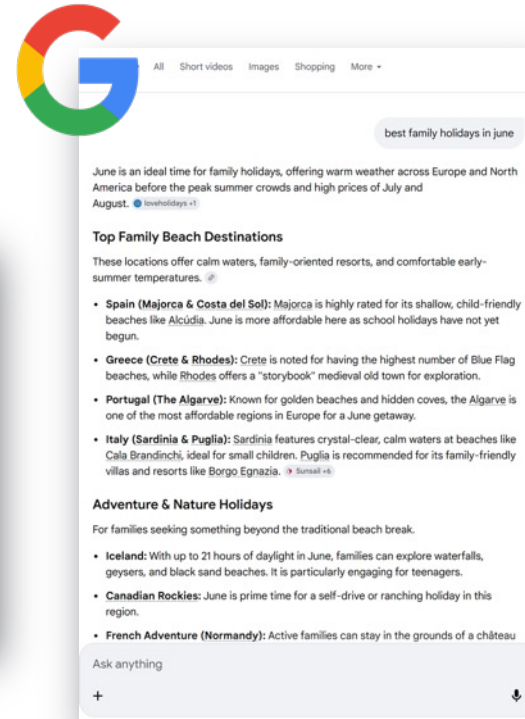 All Short videos Images Shopping More
best family holidays in june
June is an ideal time for family holidays, offering warm weather across Europe and North
America before the peak summer crowds and high prices of July and
August. loveholidays +1
Top Family Beach Destinations
These locations offer calm waters, family-oriented resorts, and comfortable early-
summer temperatures.
• Spain (Majorca & Costa del Sol): Majorca is highly rated for its shallow, child-friendly
beaches like Alcúdia. June is more affordable here as school holidays have not yet
begun.
• Greece (Crete & Rhodes): Crete is noted for having the highest number of Blue Flag
beaches, while Rhodes offers a "storybook" medieval old town for exploration.
• Portugal (The Algarve): Known for golden beaches and hidden coves, the Algarve is
one of the most affordable regions in Europe for a June getaway.
• Italy (Sardinia & Puglia): Sardinia features crystal-clear, calm waters at beaches like
Cala Brandinchi, ideal for small children. Puglia is recommended for its family-friendly
villas and resorts like Borgo Egnazia. Sunsail +6
Adventure & Nature Holidays
For families seeking something beyond the traditional beach break.
• Iceland: With up to 21 hours of daylight in June, families can explore waterfalls,
geysers, and black sand beaches. It is particularly engaging for teenagers.
• Canadian Rockies: June is prime time for a self-drive or ranching holiday in this
region.
• French Adventure (Normandy): Active families can stay in the grounds of a château
Ask anything
+